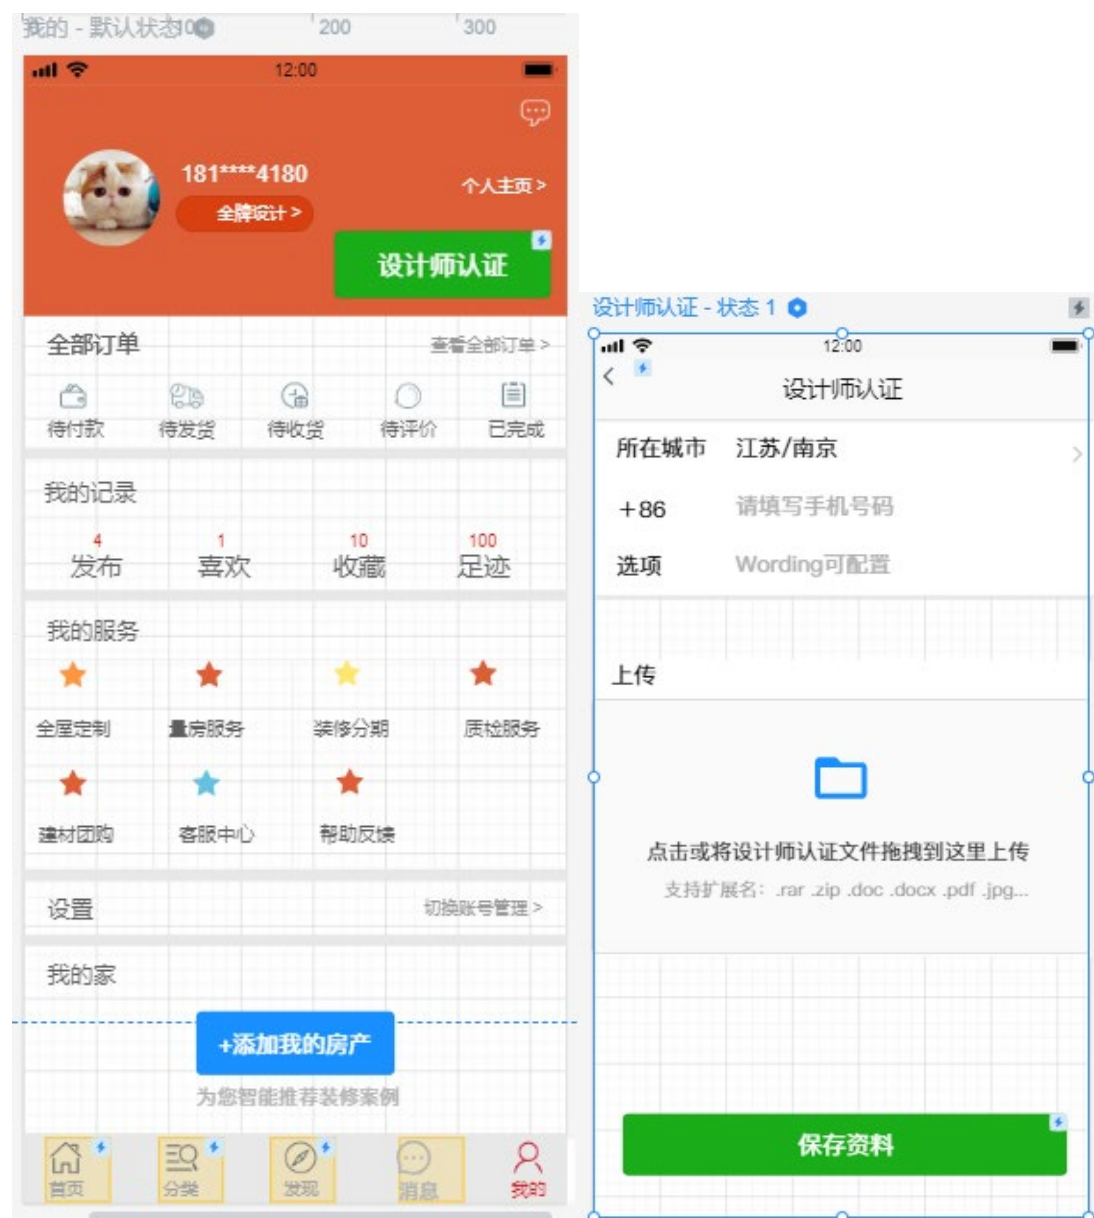 我的 - 默认状态
200
300
12:00
181****4180
个人主页 >
全牌设计 >
设计师认证
全部订单
查看全部订单 >
待付款 待发货 待收货 待评价 已完成
我的记录
4 1 10 100
发布 喜欢 收藏 足迹
我的服务
全屋定制 量房服务 装修分期 质检服务
建材团购 客服中心 帮助反馈
设置
切换账号管理 >
我的家
+添加我的房产
为您智能推荐装修案例
首页 分类 发现 消息 我的
设计师认证 - 状态 1
12:00
设计师认证
所在城市 江苏/南京
+86 请填写手机号码
选项 Wording可配置
上传
点击或将设计师认证文件拖拽到这里上传
支持扩展名：.rar .zip .doc .docx .pdf .jpg...
保存资料